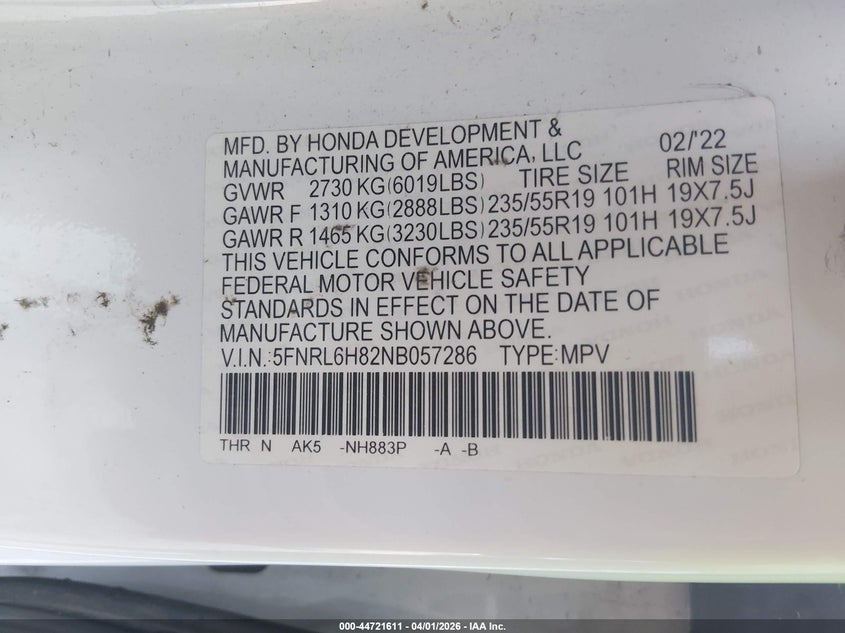 MFD. BY HONDA DEVELOPMENT & 02/'22
MANUFACTURING OF AMERICA, LLC
GVWR 2730 KG(6019LBS) TIRE SIZE RIM SIZE
GAWR F 1310 KG(2888LBS) 235/55R19 101H 19X7.5J
GAWR R 1465 KG(3230LBS) 235/55R19 101H 19X7.5J
THIS VEHICLE CONFORMS TO ALL APPLICABLE
FEDERAL MOTOR VEHICLE SAFETY
STANDARDS IN EFFECT ON THE DATE OF
MANUFACTURE SHOWN ABOVE.
V.I.N.:5FNRL6H82NB057286 TYPE:MPV
THR N AK5 -NH883P -A -B
000-44721611 - 04/01/2026 - IAA Inc.